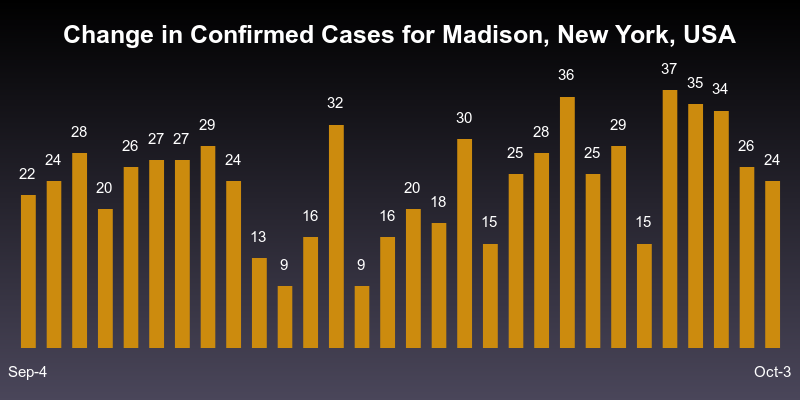 Change in Confirmed Cases for Madison, New York, USA
22 24 28 20 26 27 27 29 24 13 9 16 32 9 16 20 18 30 15 25 28 36 25 29 15 37 35 34 26 24
Sep-4 Oct-3